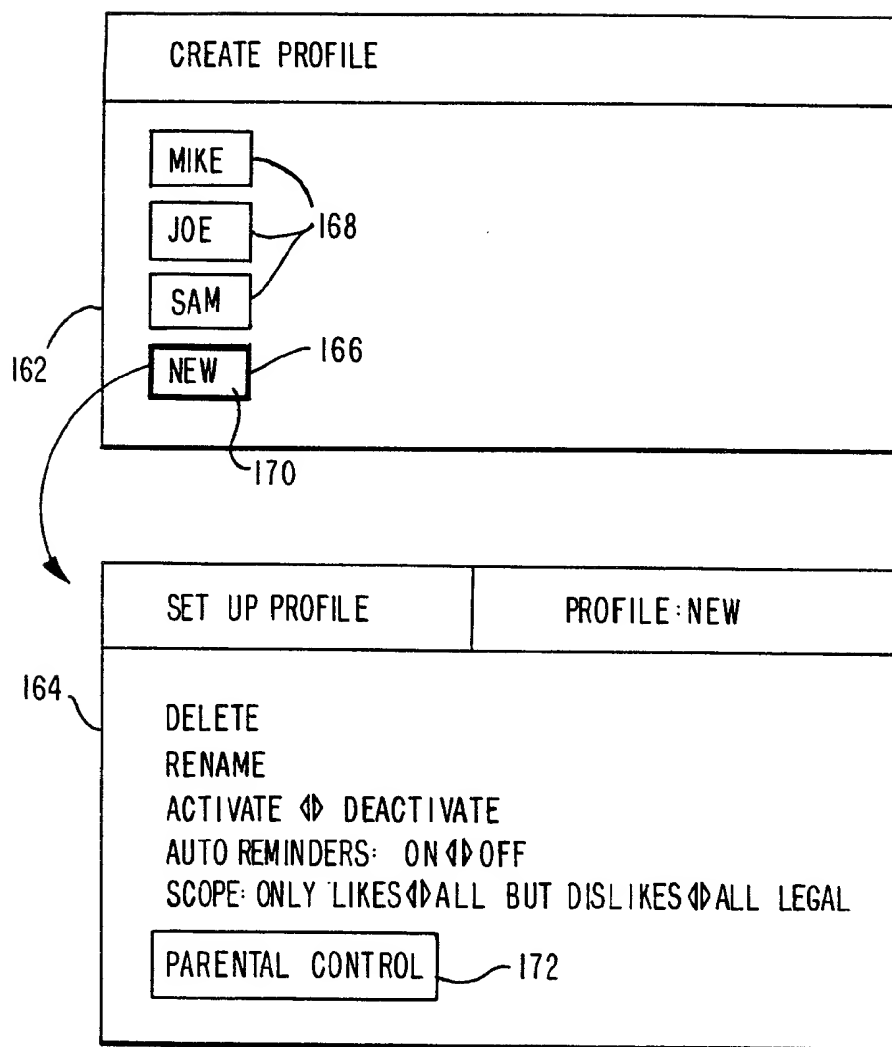 CREATE PROFILE
MIKE
JOE
168
SAM
162
NEW
166
170
SET UP PROFILE
PROFILE:NEW
164
DELETE
RENAME
ACTIVATE ◁▷ DEACTIVATE
AUTO REMINDERS: ON◁▷OFF
SCOPE: ONLY LIKES◁▷ALL BUT DISLIKES◁▷ALL LEGAL
PARENTAL CONTROL
172